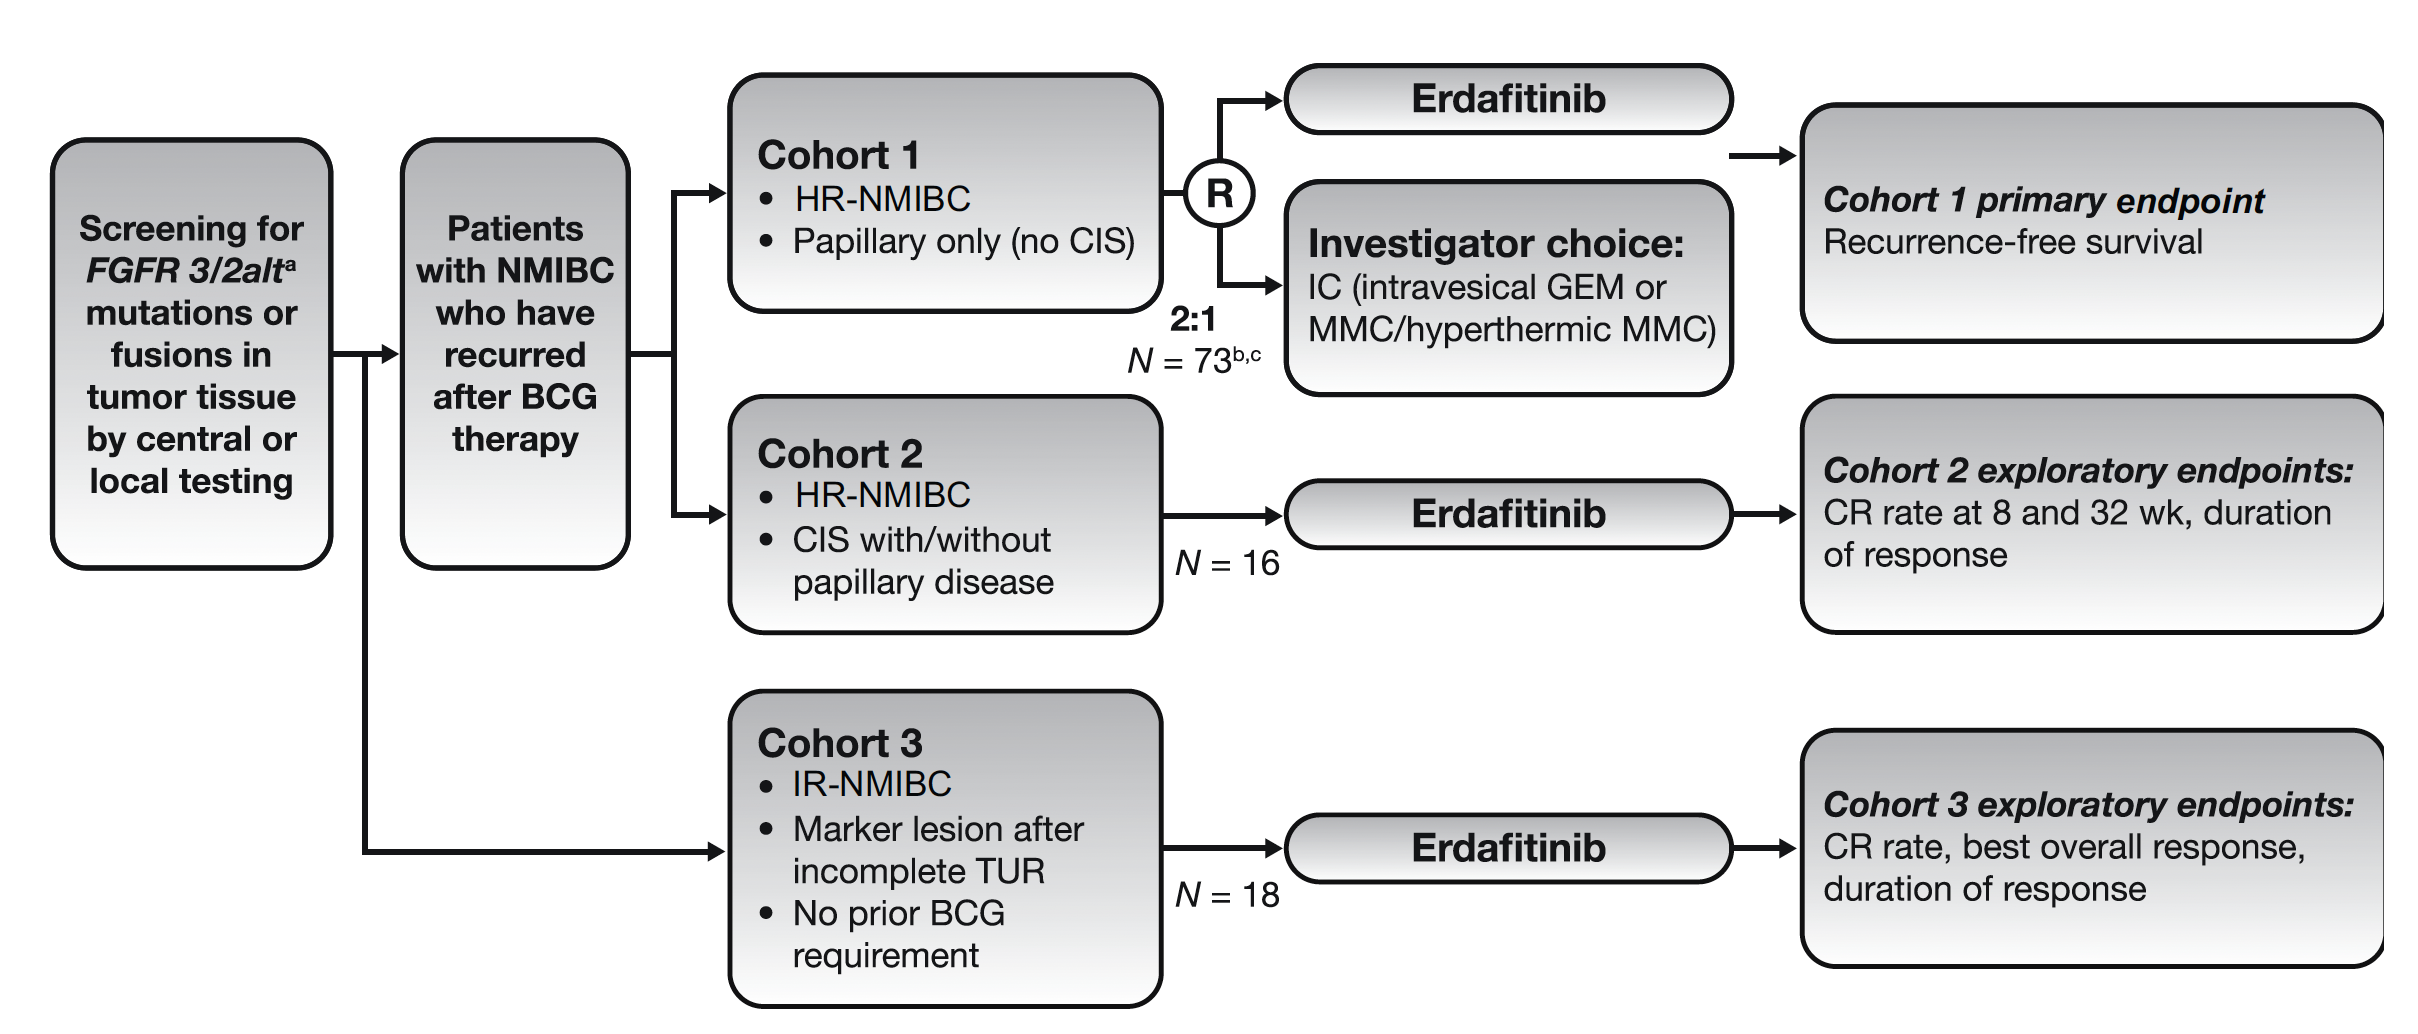 Screening for
FGFR 3/2altᵃ
mutations or
fusions in
tumor tissue
by central or
local testing
Patients
with NMIBC
who have
recurred
after BCG
therapy
Cohort 1
• HR-NMIBC
• Papillary only (no CIS)
R
2:1
N = 73ᵇ,ᶜ
Erdafitinib
Investigator choice:
IC (intravesical GEM or
MMC/hyperthermic MMC)
Cohort 1 primary endpoint
Recurrence-free survival
Cohort 2
• HR-NMIBC
• CIS with/without
papillary disease
N = 16
Erdafitinib
Cohort 2 exploratory endpoints:
CR rate at 8 and 32 wk, duration
of response
Cohort 3
• IR-NMIBC
• Marker lesion after
incomplete TUR
• No prior BCG
requirement
N = 18
Erdafitinib
Cohort 3 exploratory endpoints:
CR rate, best overall response,
duration of response